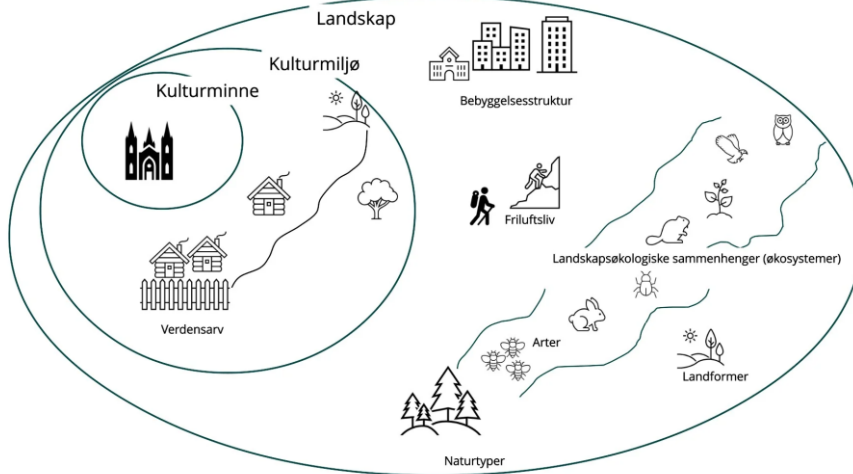 Landskap
Kulturmiljø
Kulturminne
Bebyggelsesstruktur
Friluftsliv
Landskapsøkologiske sammenhenger (økosystemer)
Verdensarv
Arter
Landformer
Naturtyper